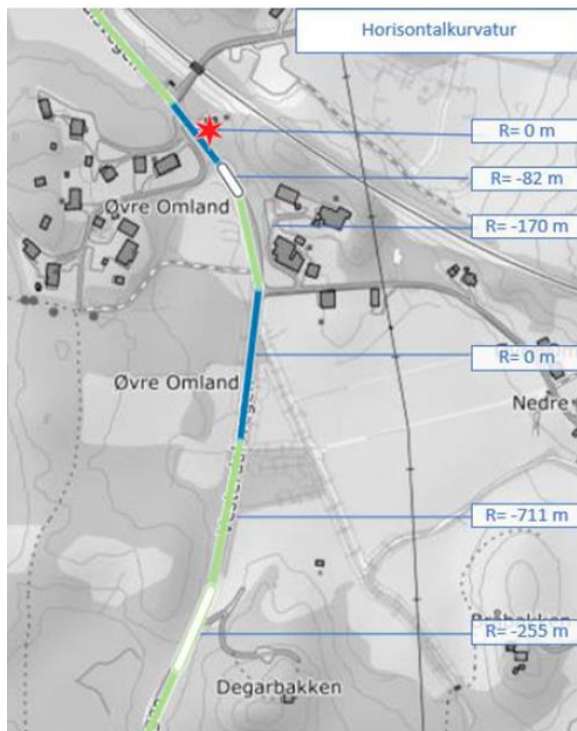 Horisontalkurvatur
R= 0 m
R= -82 m
Øvre Omland
R= -170 m
R= 0 m
Øvre Omland
Nedre
R= -711 m
R= -255 m
Degarbakken